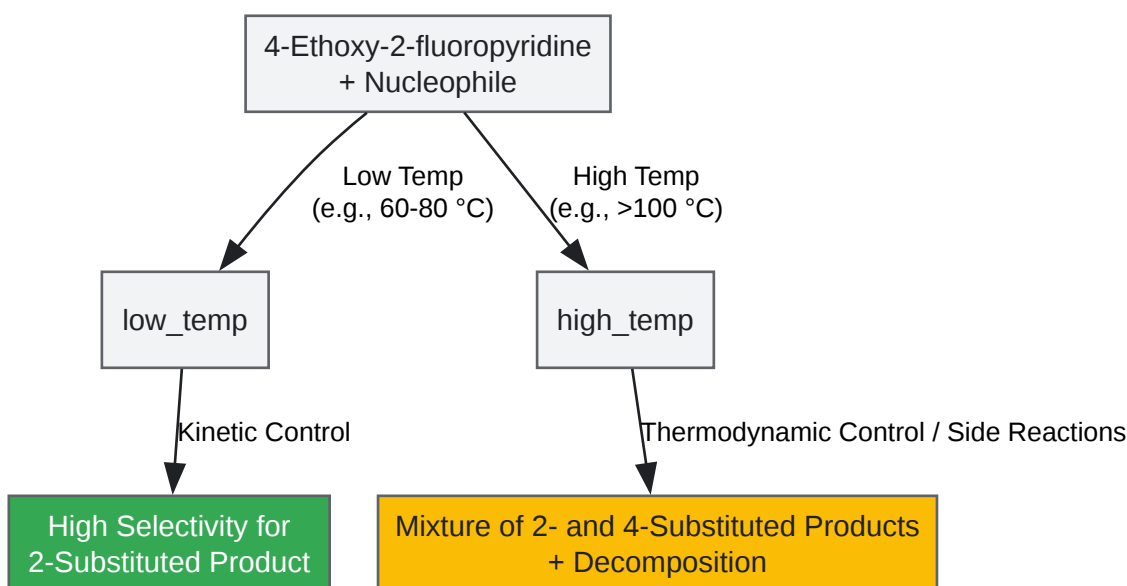 4-Ethoxy-2-fluoropyridine
+ Nucleophile
Low Temp
(e.g., 60-80 °C)
High Temp
(e.g., >100 °C)
low_temp
high_temp
Kinetic Control
Thermodynamic Control / Side Reactions
High Selectivity for
2-Substituted Product
Mixture of 2- and 4-Substituted Products
+ Decomposition